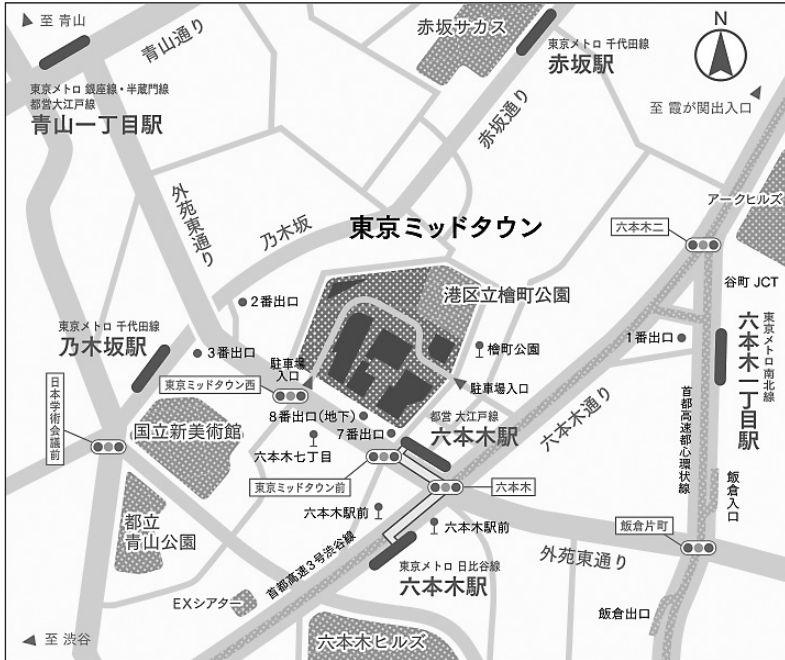 至 青山
青山通り
赤坂サカス
東京メトロ 千代田線
赤坂駅
N
東京メトロ 銀座線・半蔵門線
都営大江戸線
青山一丁目駅
至 霞が関出入口
赤坂通り
外苑東通り
乃木坂
東京ミッドタウン
アークヒルズ
六本木二
港区立檜町公園
谷町 JCT
2番出口
東京メトロ 千代田線
乃木坂駅
3番出口
駐車場
入口
檜町公園
1番出口
東京メトロ南北線
六本木一丁目駅
東京ミッドタウン西
駐車場入口
日本学術会議前
国立新美術館
8番出口(地下)
7番出口
都営 大江戸線
六本木駅
六本木通り
首都高速都心環状線
六本木七丁目
東京ミッドタウン前
六本木
飯倉入口
都立
青山公園
六本木駅前
六本木駅前
飯倉片町
首都高速3号渋谷線
外苑東通り
東京メトロ 日比谷線
六本木駅
EXシアター
飯倉出口
至 渋谷
六本木ヒルズ